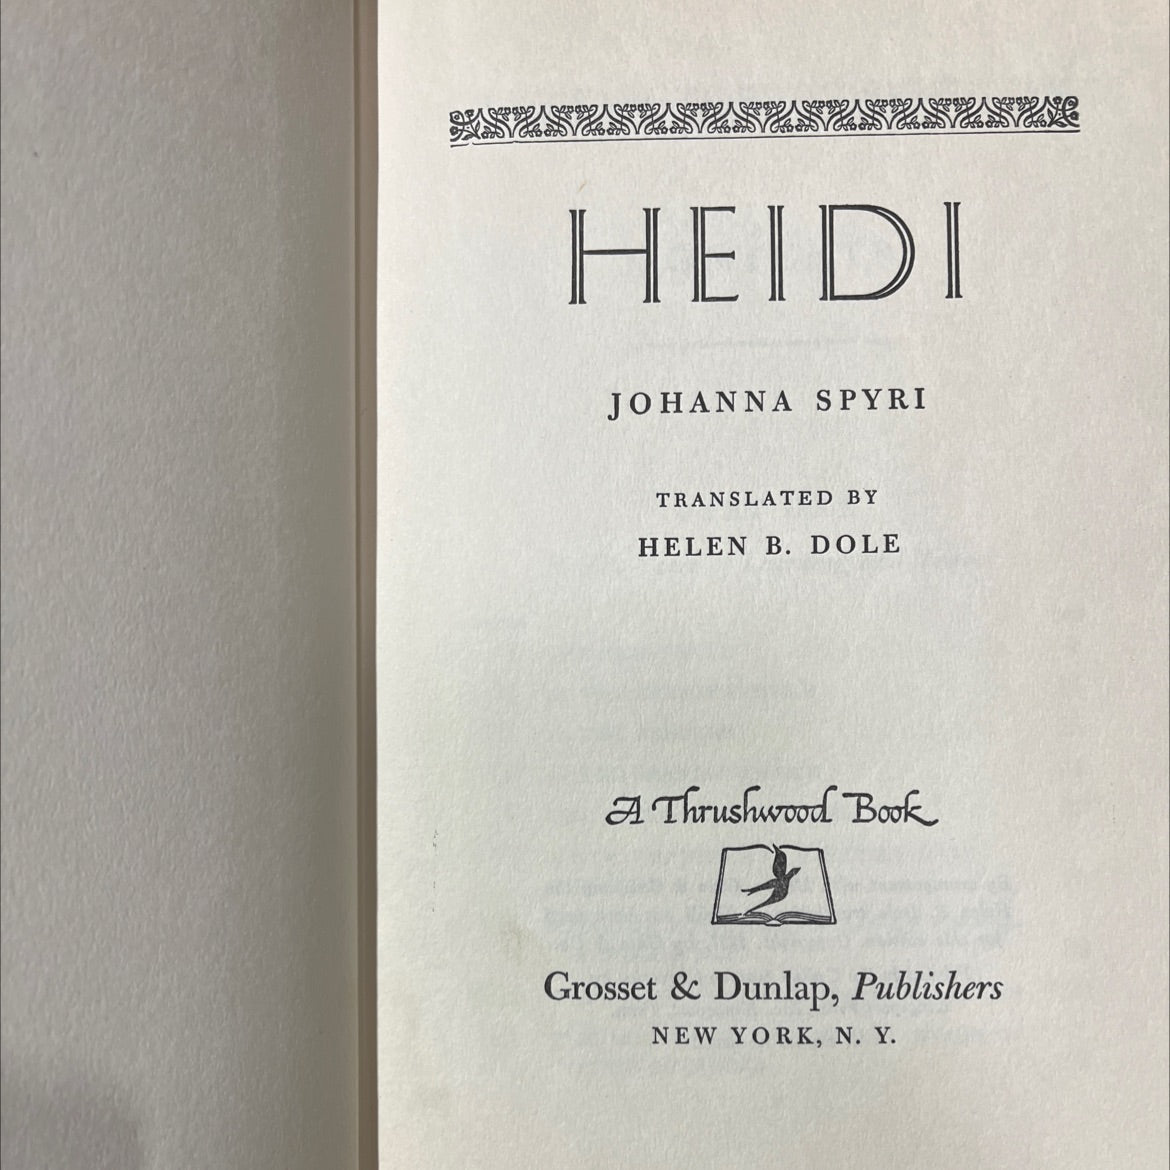 HEIDI
JOHANNA SPYRI
TRANSLATED BY
HELEN B. DOLE
A Thrushwood Book
Grosset & Dunlap, Publishers
NEW YORK, N. Y.